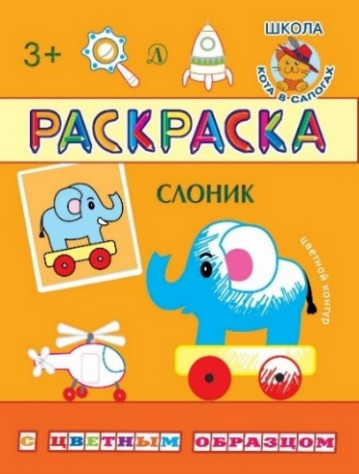 3+
ШКОЛА
КОТА В САПОГАХ
РАСКРАСКА
СЛОНИК
цветной контур
С ЦВЕТНЫМ ОБРАЗЦОМ